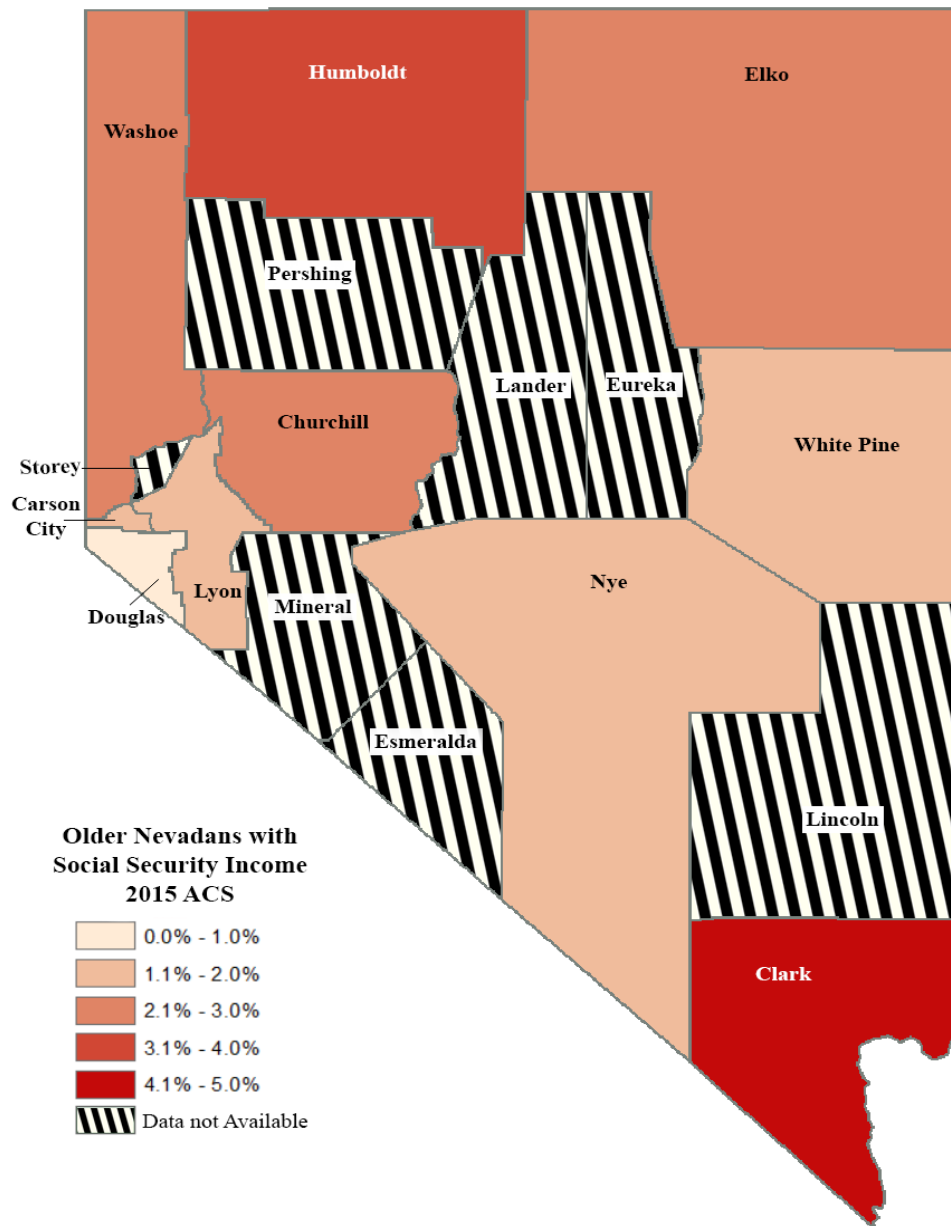 Humboldt
Elko
Washoe
Pershing
Lander
Eureka
Churchill
White Pine
Storey
Carson
City
Nye
Lyon
Mineral
Douglas
Esmeralda
Lincoln
Older Nevadans with
Social Security Income
2015 ACS
0.0% - 1.0%
1.1% - 2.0%
2.1% - 3.0%
3.1% - 4.0%
4.1% - 5.0%
Data not Available
Clark